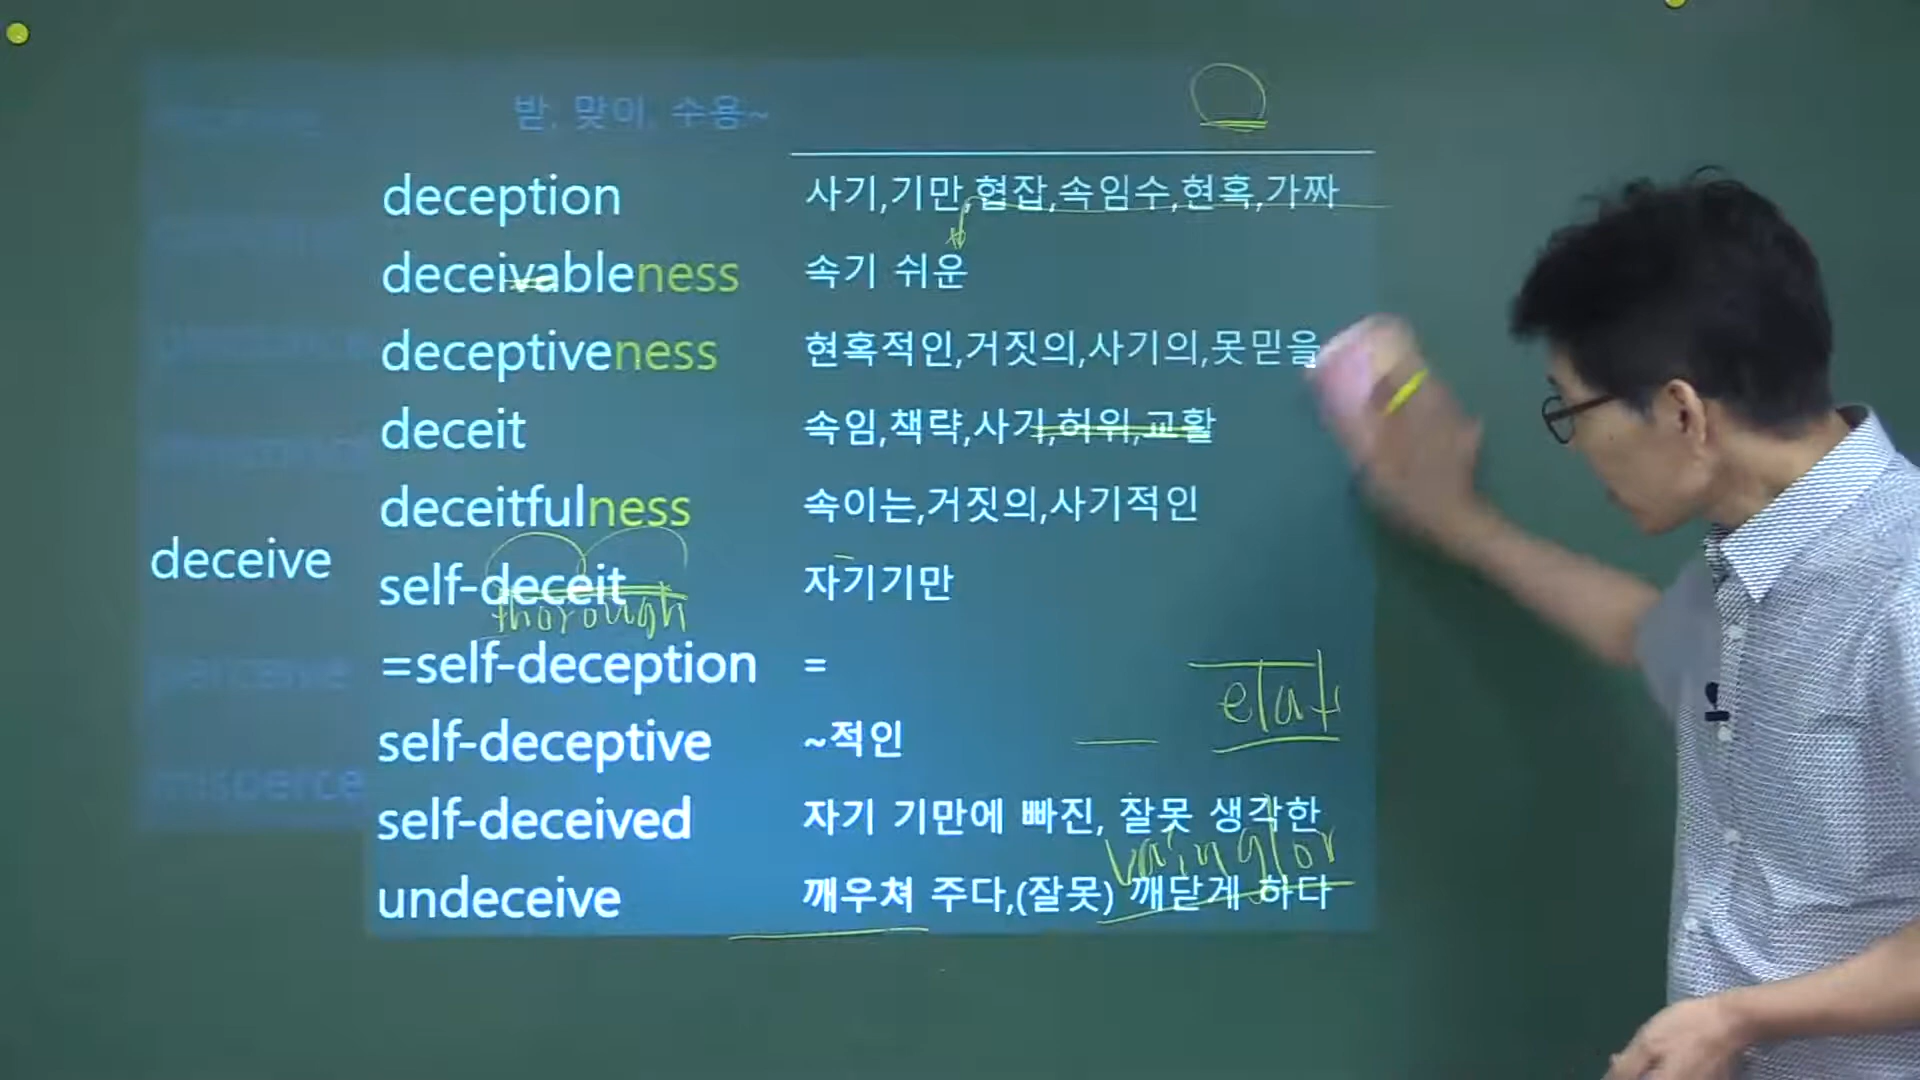 받, 맞이, 수용~
deception 사기,기만,협잡,속임수,현혹,가짜
deceivableness 속기 쉬운
deceptiveness 현혹적인,거짓의,사기의,못믿을
deceit 속임,책략,사기,허위,교활
deceitfulness 속이는,거짓의,사기적인
deceive
self-deceit 자기기만
thorough
=self-deception =
elat
self-deceptive ~적인
self-deceived 자기 기만에 빠진, 잘못 생각한
vainglor
undeceive 깨우쳐 주다,(잘못) 깨닫게 하다